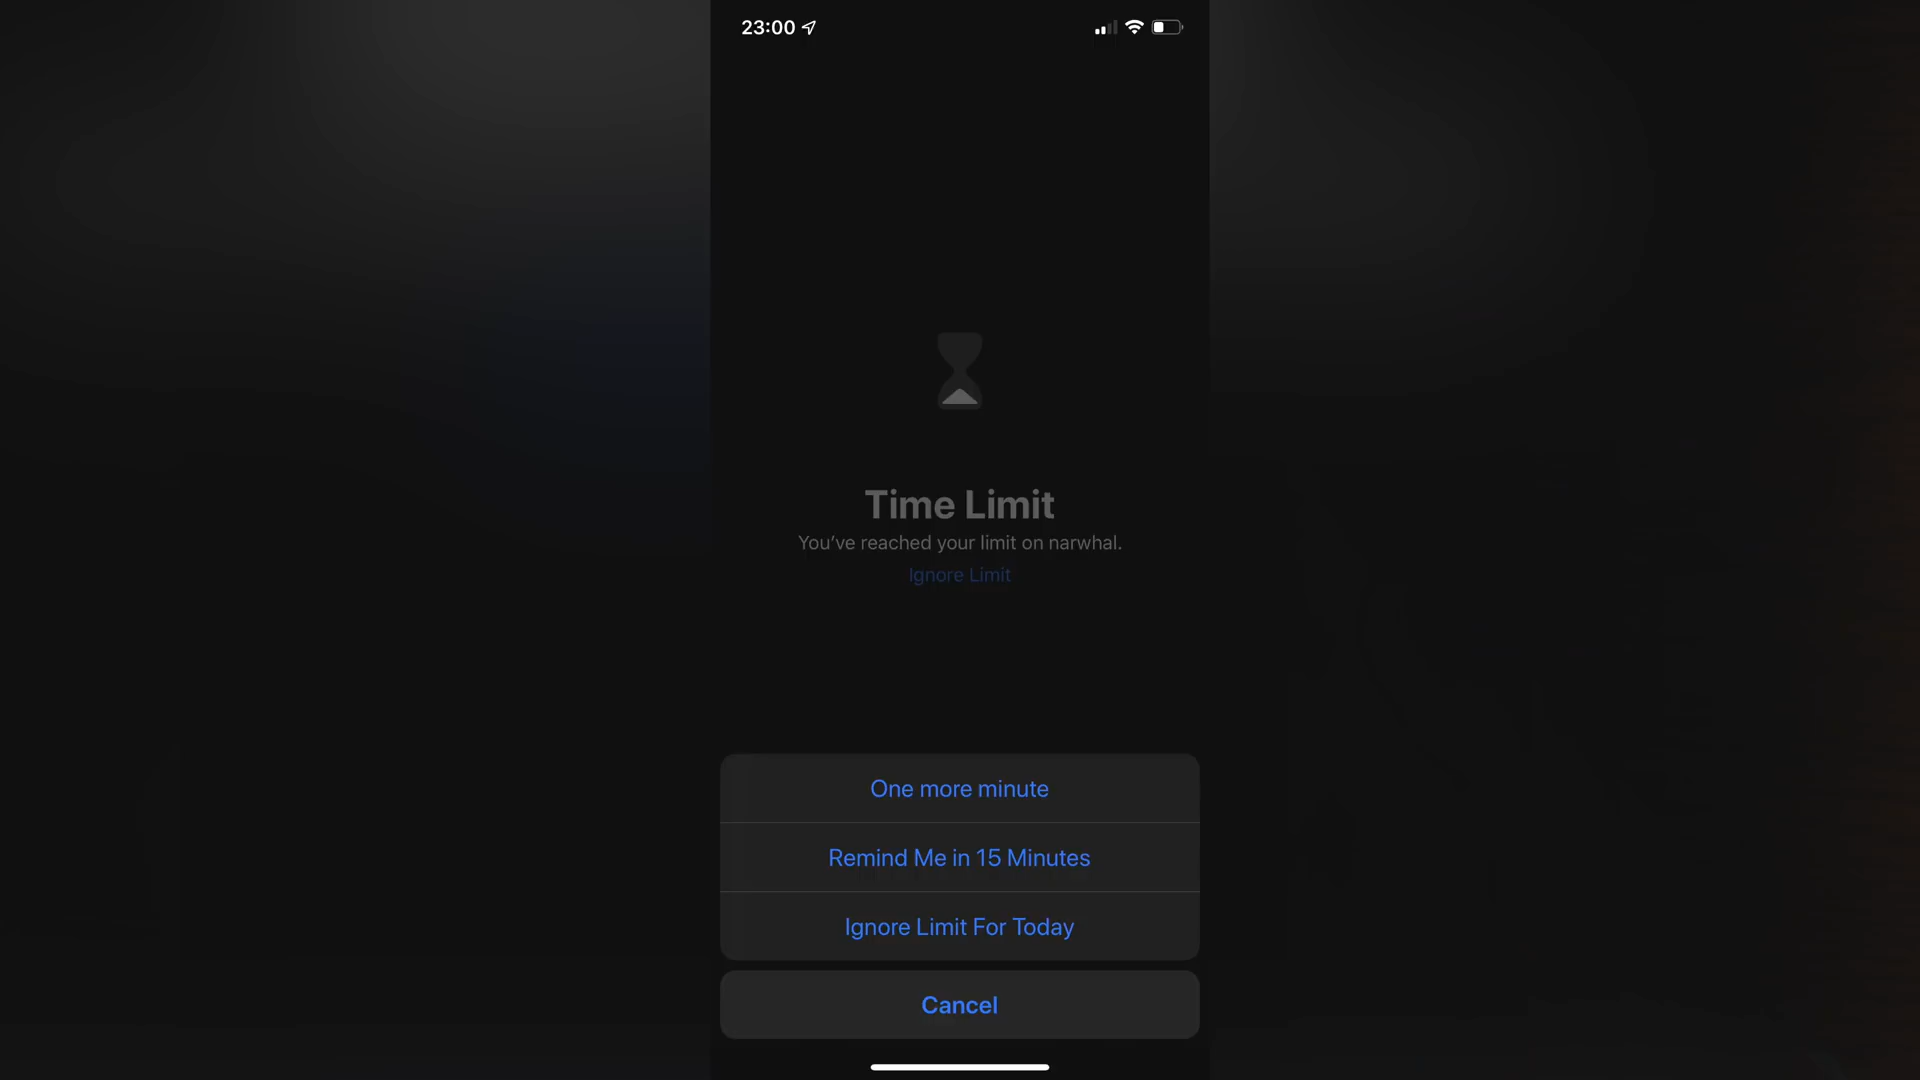 23:00
Time Limit
You’ve reached your limit on narwhal.
Ignore Limit
One more minute
Remind Me in 15 Minutes
Ignore Limit For Today
Cancel